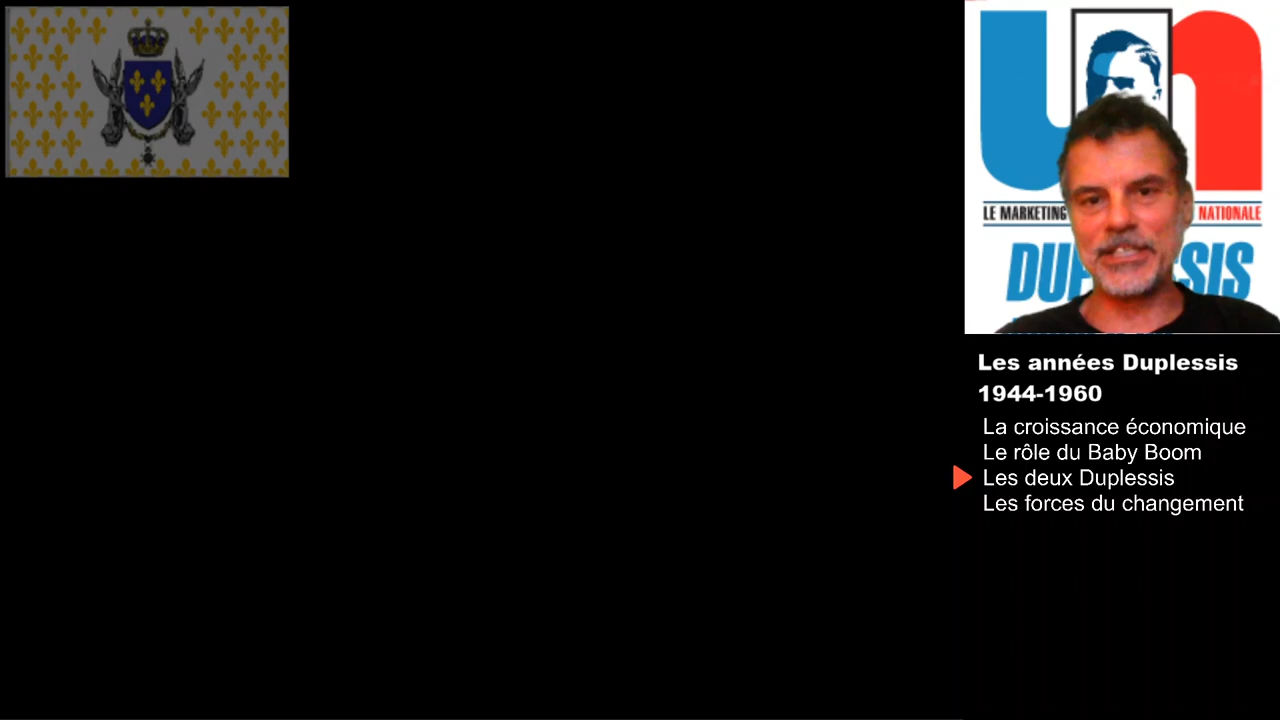 un
LE MARKETING NATIONALE
DUPLESSIS
Les années Duplessis
1944-1960
La croissance économique
Le rôle du Baby Boom
Les deux Duplessis
Les forces du changement